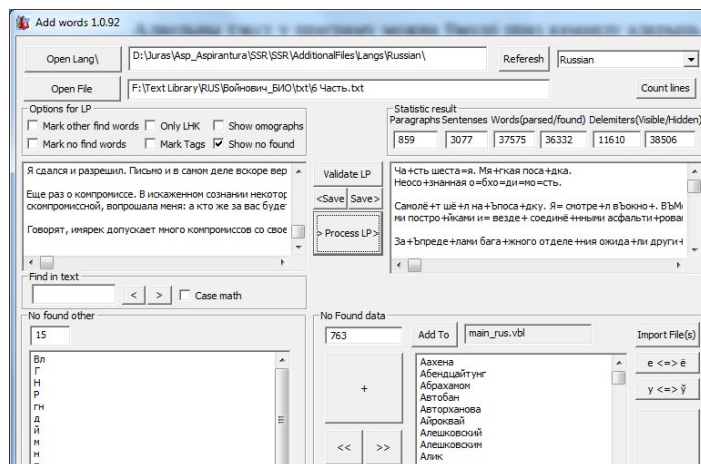 Add words 1.0.92
Open Lang\ D:\Juras\Asp_Aspirantura\SSR\SSR\AdditionalFiles\Langs\Russian\ Referesh Russian
Open File F:\Text Library\RUS\Войнович_БИО\txt\6 Часть.txt Count lines
Options for LP
Mark other find words Only LHK Show omographs
Mark no find words Mark Tags Show no found
Statistic result
Paragraphs Sentenses Words(parsed/found) Delemiters(Visible/Hidden)
859 3077 37575 36332 11610 38506
Я сдался и разрешил. Письмо и в самом деле вскоре вер
Еще раз о компромиссе. В искаженном сознании некотор
скомпромиссной, вопрошала меня: а кто же за вас буде
Говорят, имярек допускает много компромиссов со свое
Validate LP
<Save Save>
> Process LP>
Ча+сть шеста=я. Мя+гкая поса+дка.
Неосо+знанная о=бхо=ди=мо=сть.
Самолё+т шё+л на+Ъпоса+дку. Я= смотре+л вЪокно+. ВЪМ
ми постро+йками и= везде+ соединё+нными асфальти+рова
За+Ъпреде+лами бага+жного отделе+ния ожида+ли други+
Find in text
< > Case math
No found other
15
Вл
Г
Н
Р
гн
д
й
м
н
No Found data
763 Add To main_rus.vbl Import File(s)
+
<< >>
Аахена
Абендцайтунг
Абрахамом
Автобан
Авторханова
Айроквай
Алешковский
Алешковским
Алик
е <=> ё
у <=> ў